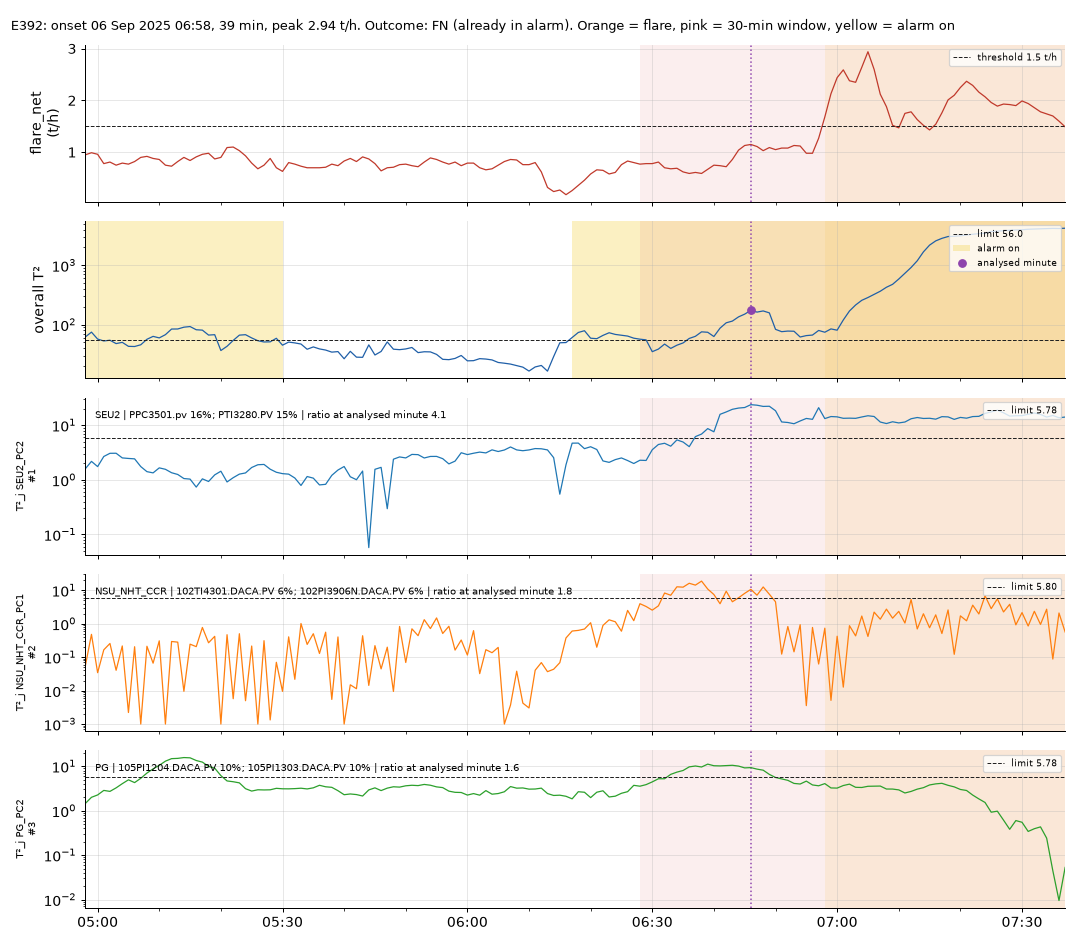 E392: onset 06 Sep 2025 06:58, 39 min, peak 2.94 t/h. Outcome: FN (already in alarm). Orange = flare, pink = 30-min window, yellow = alarm on
flare_net
(t/h)
3
2
1
threshold 1.5 t/h
overall T²
10³
10²
limit 56.0
alarm on
analysed minute
T²_j SEU2_PC2
#1
10¹
10⁰
10⁻¹
SEU2 | PPC3501.pv 16%; PTI3280.PV 15% | ratio at analysed minute 4.1
limit 5.78
T²_j NSU_NHT_CCR_PC1
#2
10¹
10⁰
10⁻¹
10⁻²
10⁻³
NSU_NHT_CCR | 102TI4301.DACA.PV 6%; 102PI3906N.DACA.PV 6% | ratio at analysed minute 1.8
limit 5.80
T²_j PG_PC2
#3
10¹
10⁰
10⁻¹
10⁻²
PG | 105PI1204.DACA.PV 10%; 105PI1303.DACA.PV 10% | ratio at analysed minute 1.6
limit 5.78
05:00 05:30 06:00 06:30 07:00 07:30